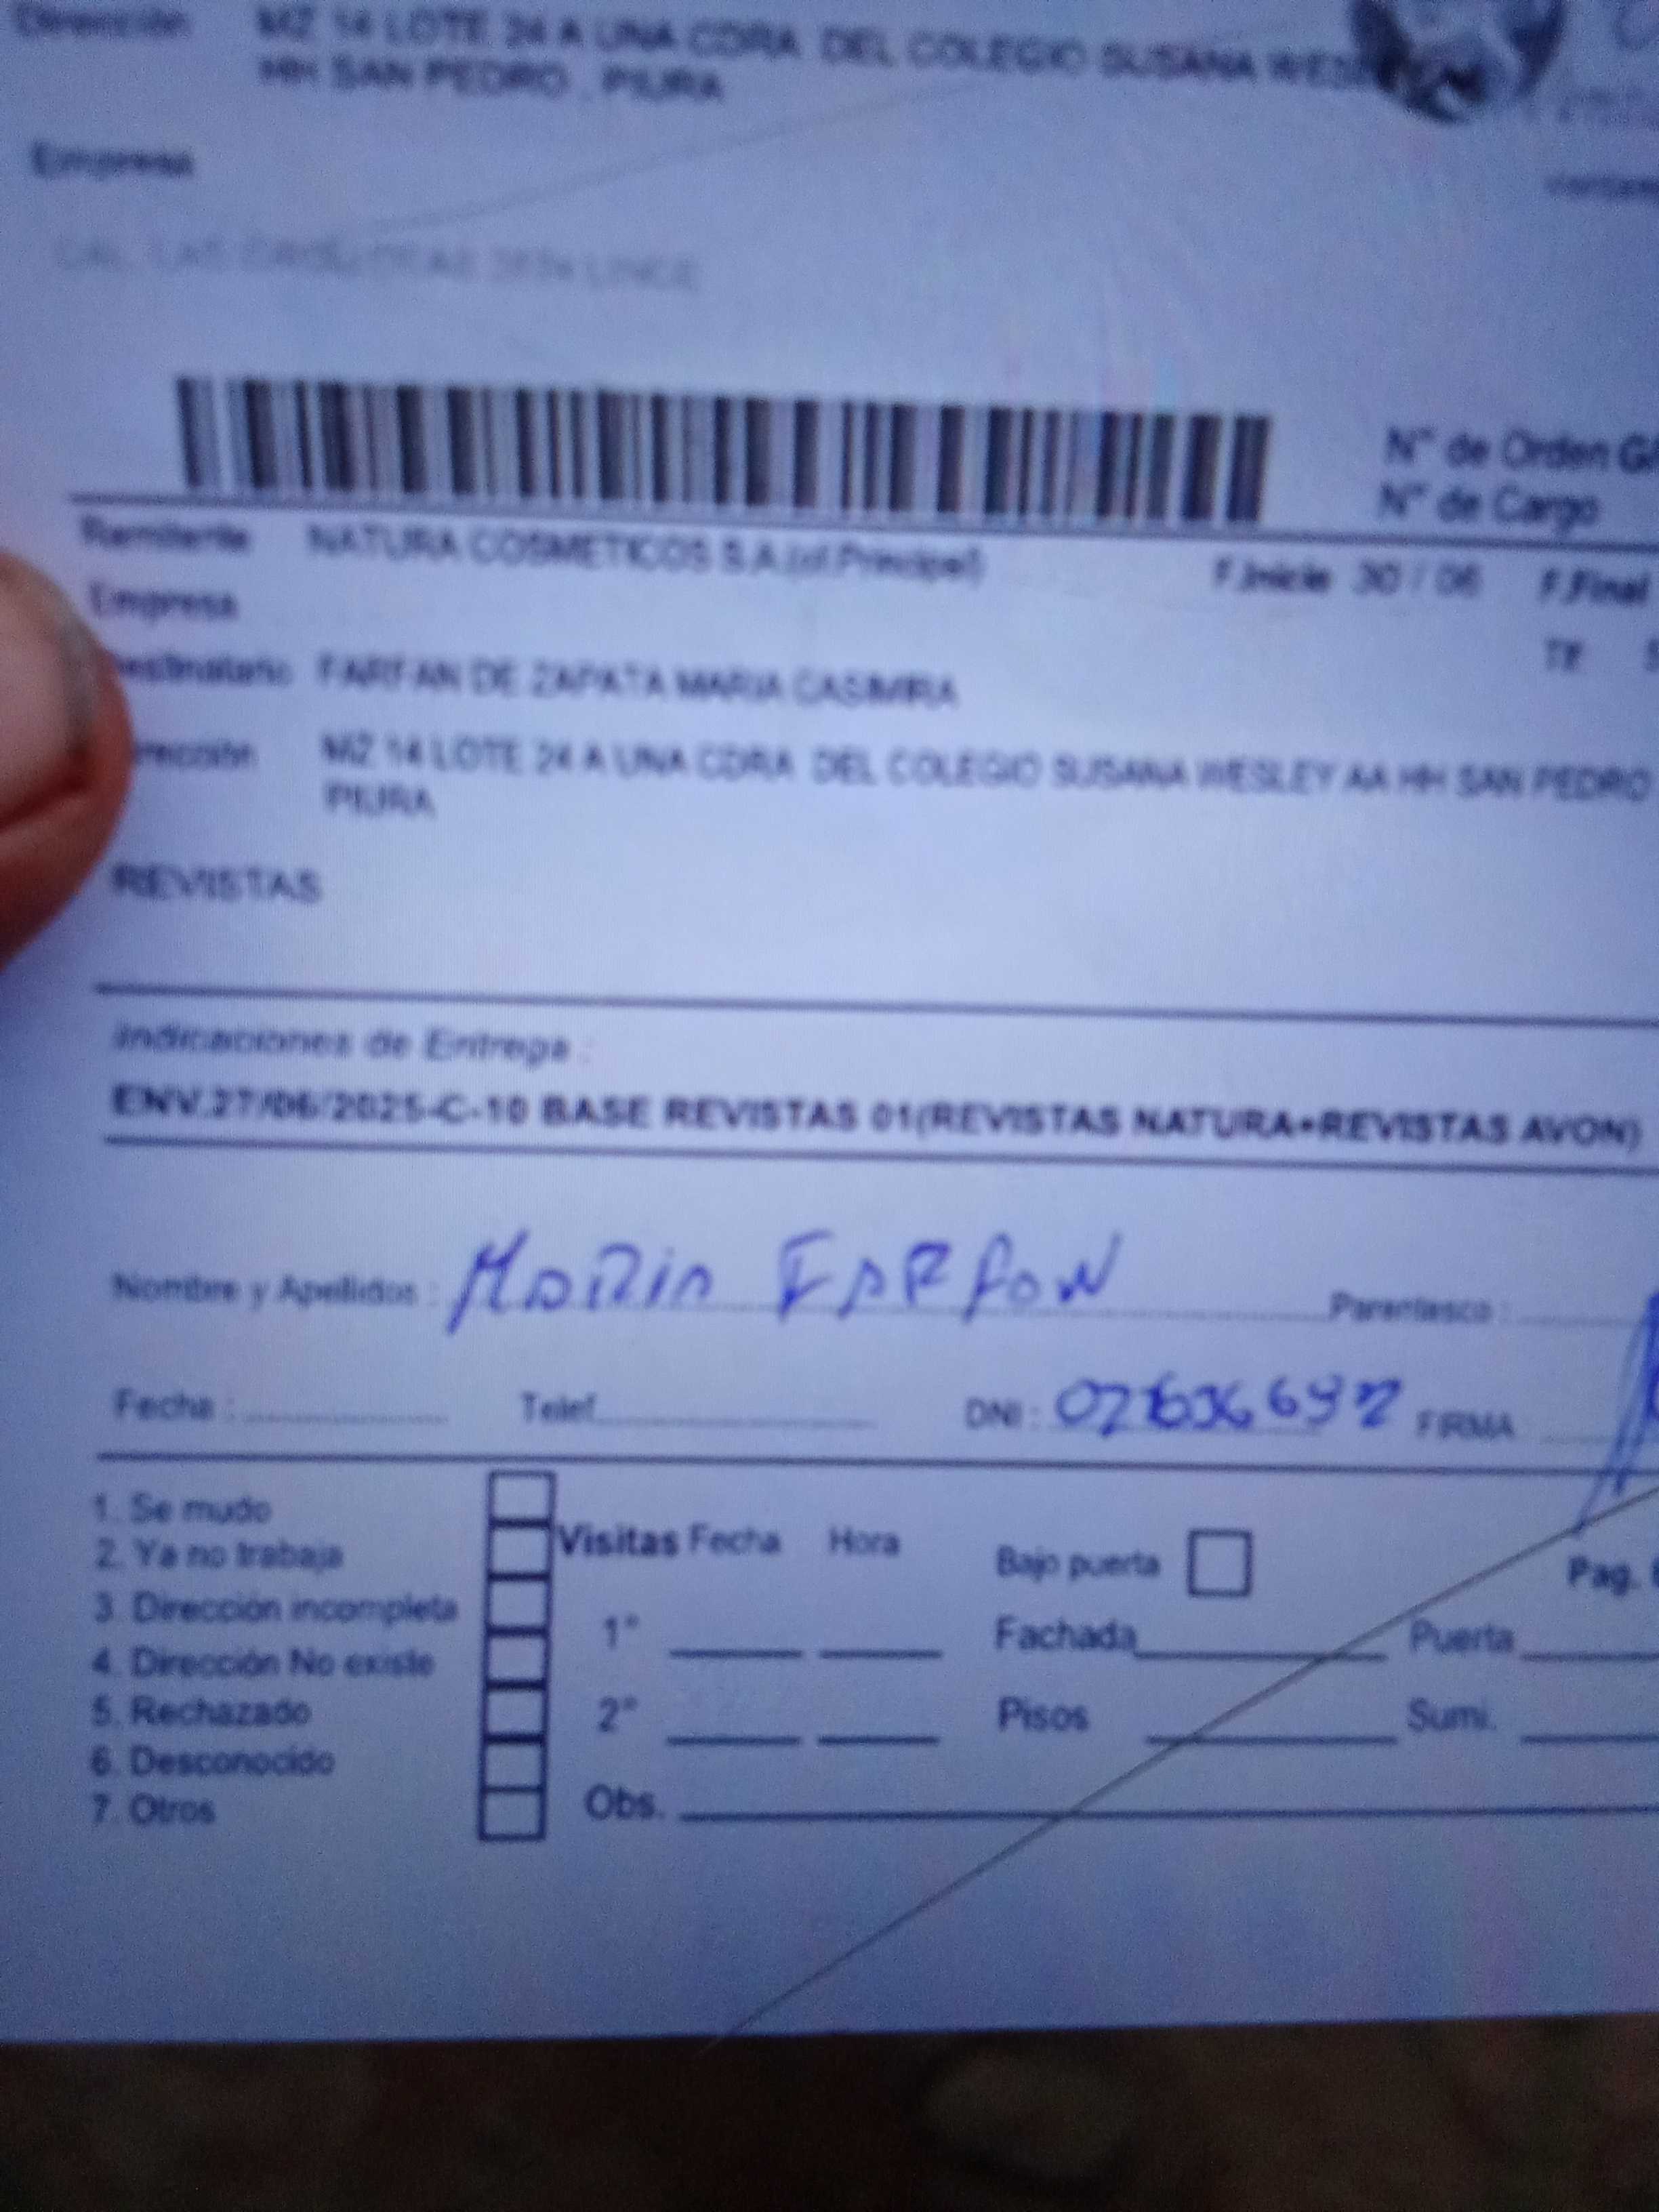 Dirección MZ 14 LOTE 24 A UNA CDRA DEL COLEGIO SUSANA
HH SAN PEDRO . PIURA
Empresa
N° de Orden
N° de Cargo
Remitente NATURA COSMETICOS S.A.(of.Principal) F.Inicio 30 / 06 F.Final
Empresa
FARFAN DE ZAPATA MARIA CASIMIRA
MZ 14 LOTE 24 A UNA CDRA DEL COLEGIO SUSANA WESLEY AA HH SAN PEDRO
PIURA
REVISTAS
Indicaciones de Entrega :
ENV.27/06/2025-C-10 BASE REVISTAS 01(REVISTAS NATURA+REVISTAS AVON)
Nombre y Apellidos : MARIA FARFAN Parentesco :
Fecha : Telef. DNI : FIRMA
1. Se mudo
2. Ya no trabaja
3. Dirección incompleta
4. Dirección No existe
5. Rechazado
6. Desconocido
7. Otros
Visitas Fecha Hora
1°
2°
Obs.
Bajo puerta
Fachada Puerta
Pisos Sumi.
Pag.